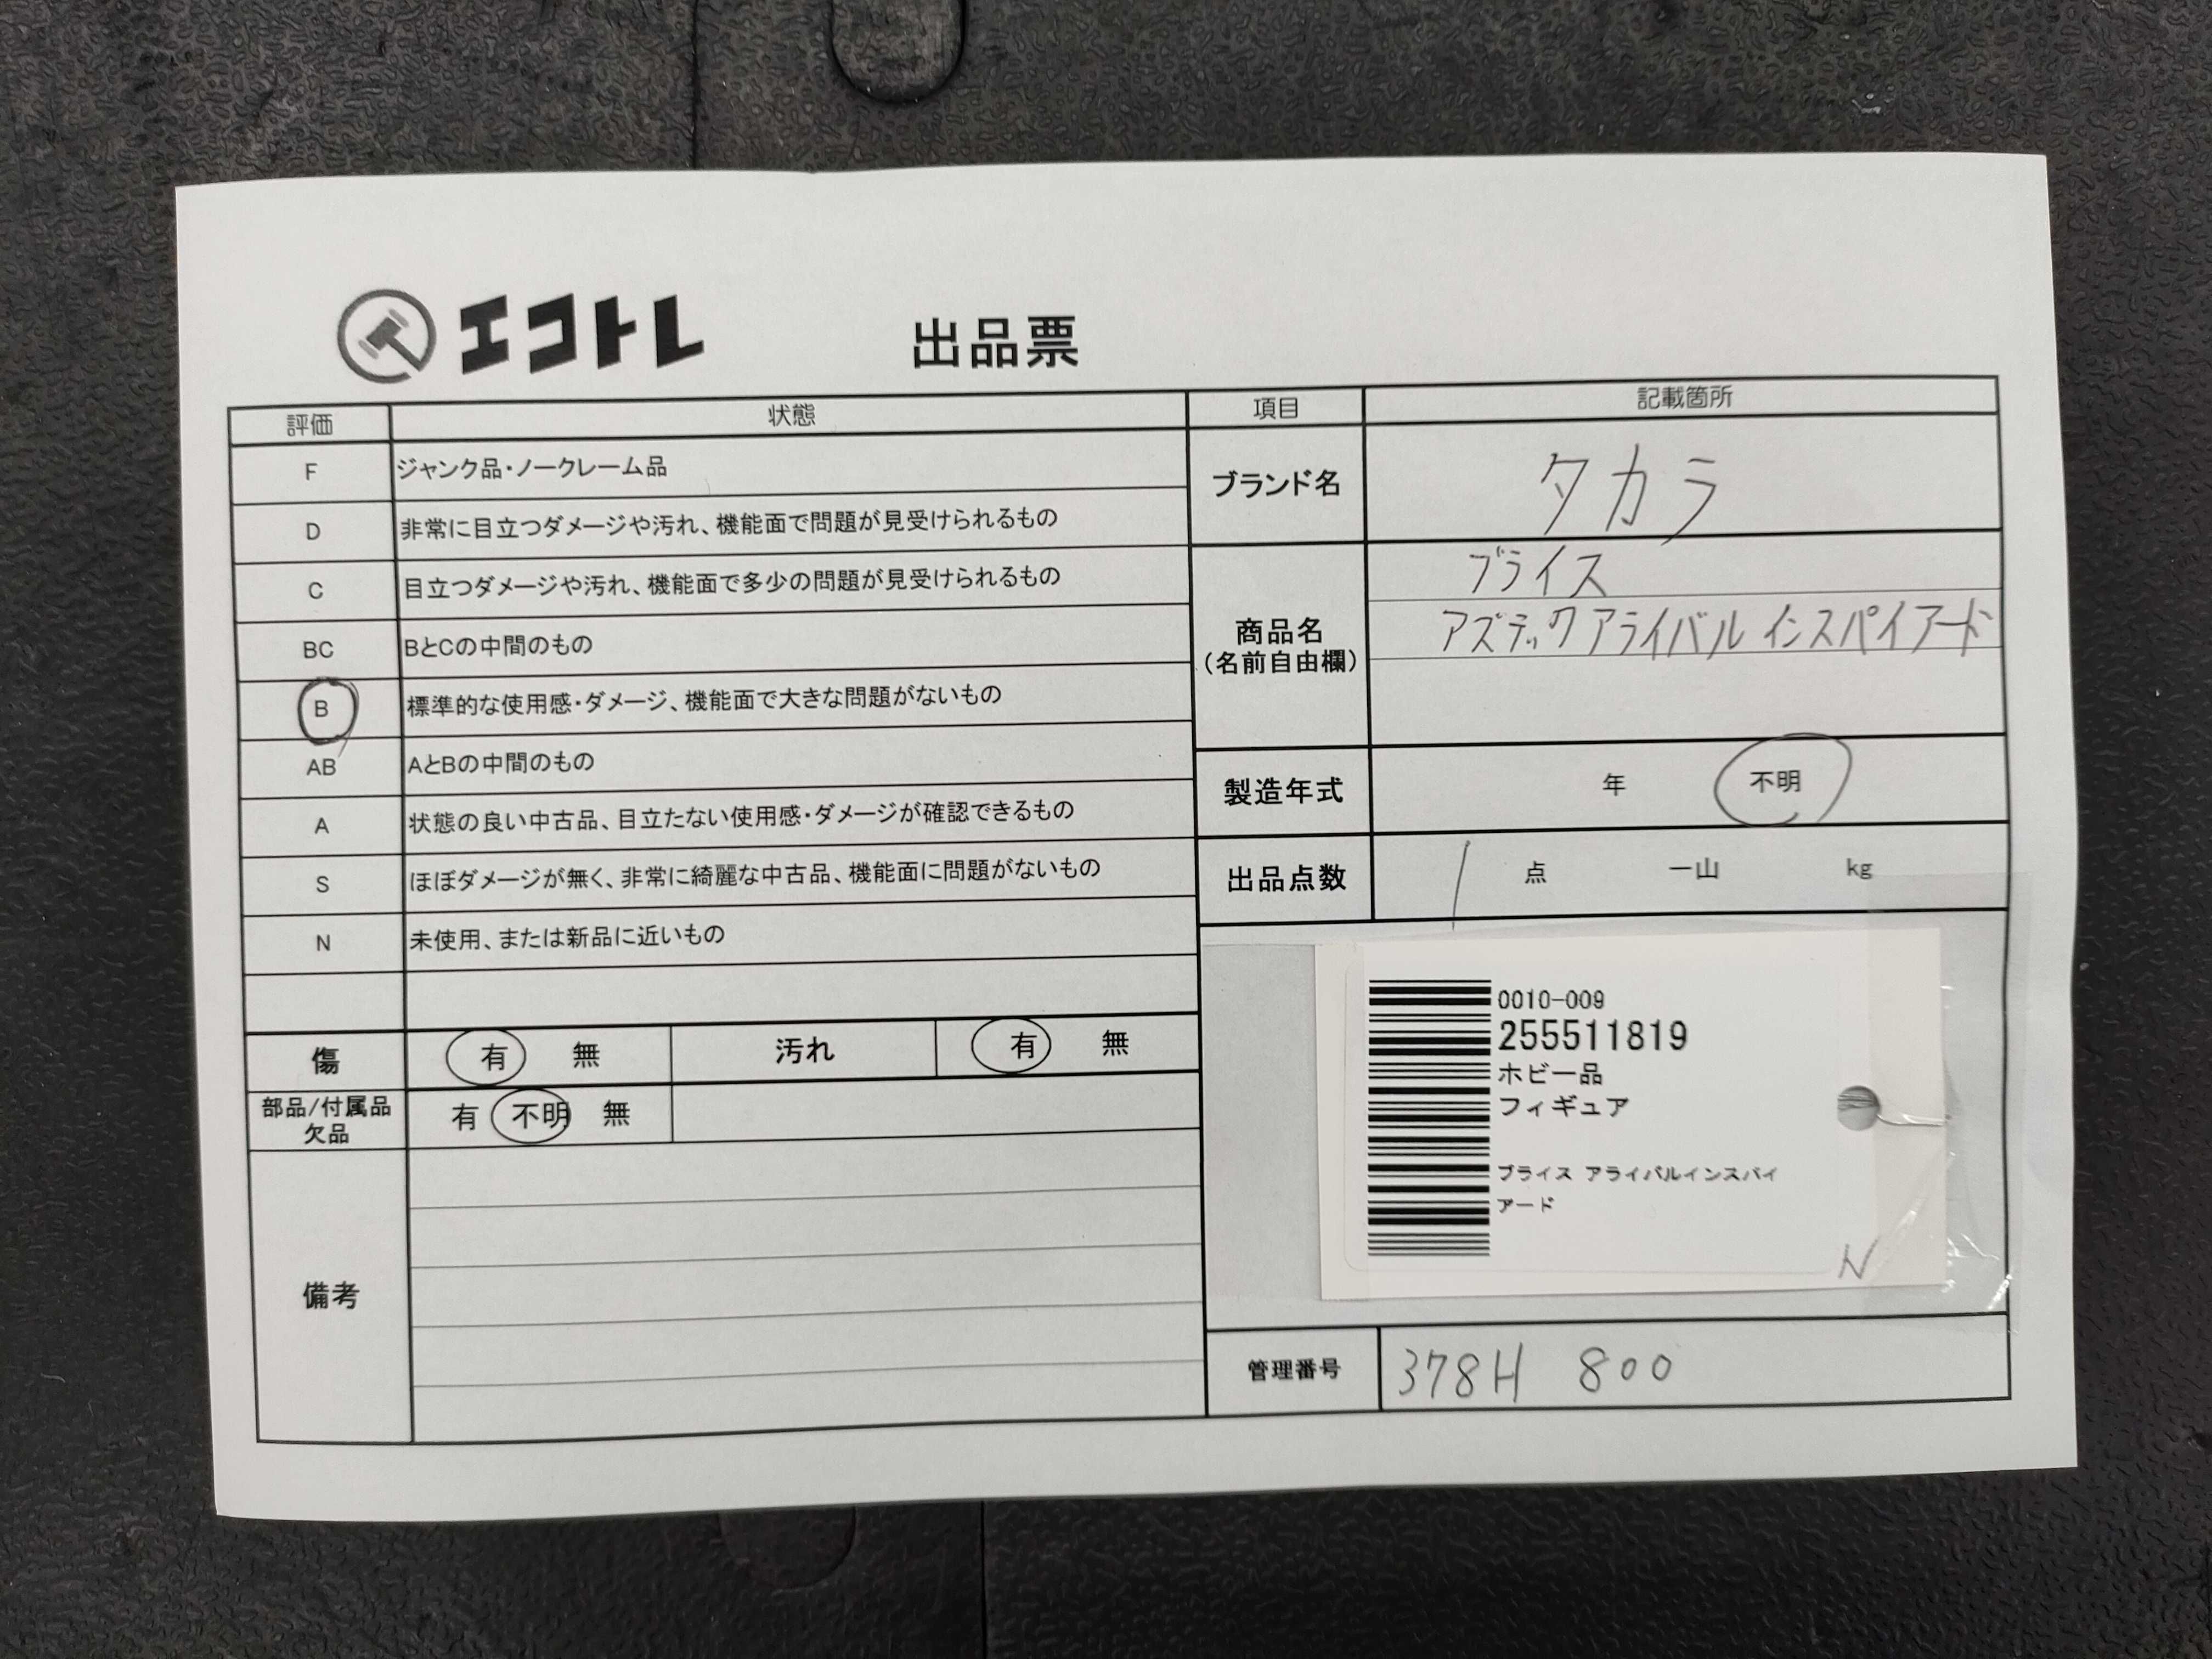 エコトレ
出品票
評価 状態
F ジャンク品・ノークレーム品
D 非常に目立つダメージや汚れ、機能面で問題が見受けられるもの
C 目立つダメージや汚れ、機能面で多少の問題が見受けられるもの
BC BとCの中間のもの
B 標準的な使用感・ダメージ、機能面で大きな問題がないもの
AB AとBの中間のもの
A 状態の良い中古品、目立たない使用感・ダメージが確認できるもの
S ほぼダメージが無く、非常に綺麗な中古品、機能面に問題がないもの
N 未使用、または新品に近いもの
傷 有 無 汚れ 有 無
部品/付属品
欠品
有 不明 無
備考
項目 記載箇所
ブランド名 タカラ
商品名
(名前自由欄)
ブライス
アズテック アライバル インスパイアード
製造年式 年 不明
出品点数 1 点 一山 kg
0010-009
255511819
ホビー品
フィギュア
ブライス アライバルインスパイ
アード
N
管理番号 378H 800